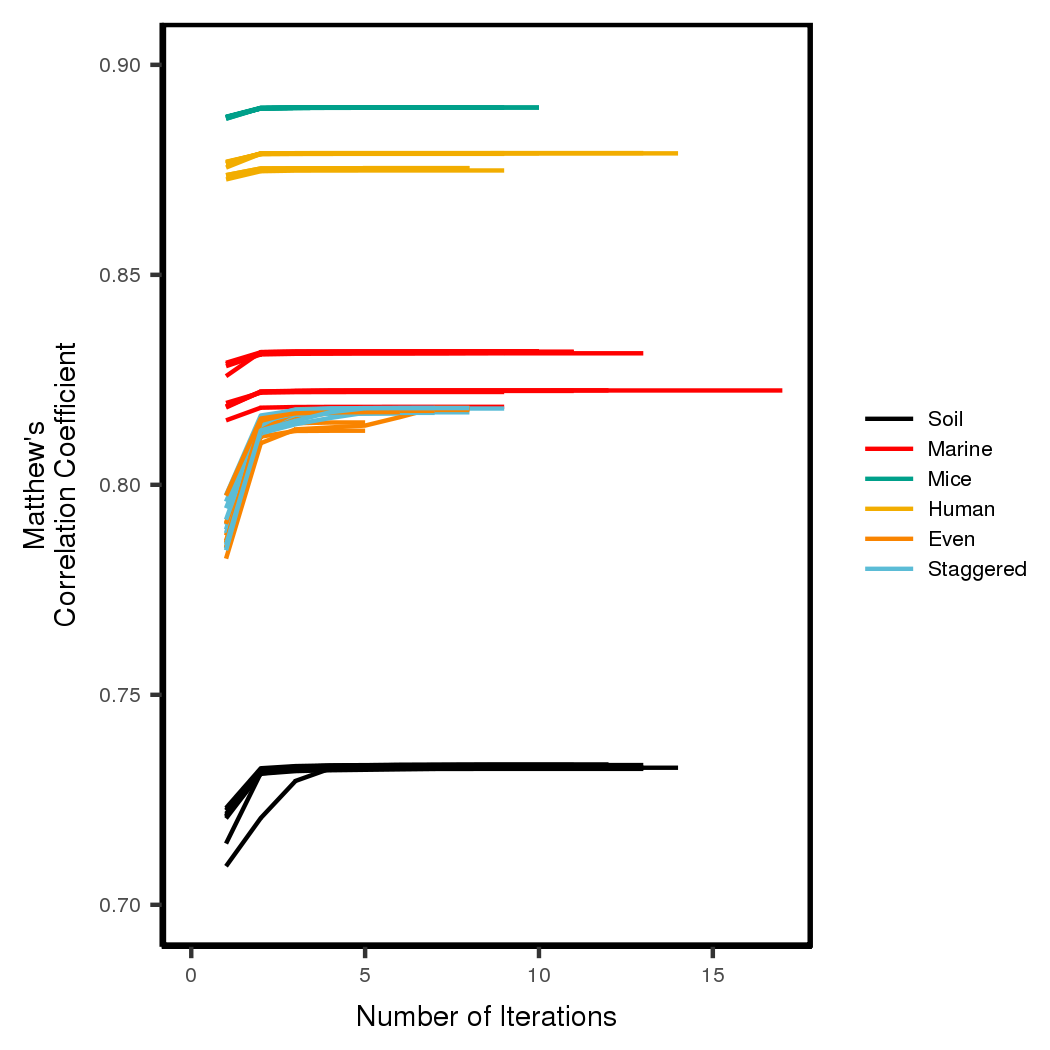 0.90
0.85
0.80
0.75
0.70
Matthew's
Correlation Coefficient
0
5
10
15
Number of Iterations
Soil
Marine
Mice
Human
Even
Staggered